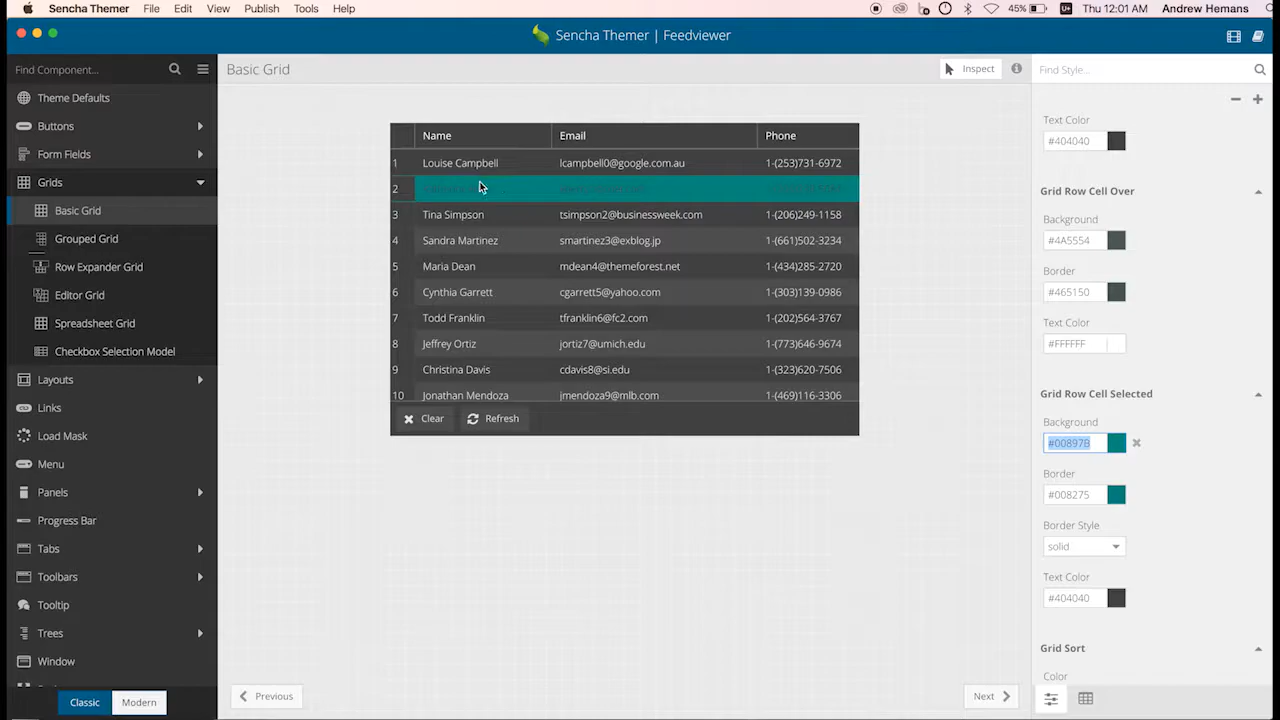 Sencha Themer File Edit View Publish Tools Help 45% Thu 12:01 AM Andrew Hemans
Sencha Themer | Feedviewer
Find Component...
Theme Defaults
Buttons
Form Fields
Grids
Basic Grid
Grouped Grid
Row Expander Grid
Editor Grid
Spreadsheet Grid
Checkbox Selection Model
Layouts
Links
Load Mask
Menu
Panels
Progress Bar
Tabs
Toolbars
Tooltip
Trees
Window
Classic Modern
Basic Grid
Inspect
Name Email Phone
1 Louise Campbell lcampbell0@google.com.au 1-(253)731-6972
2
3 Tina Simpson tsimpson2@businessweek.com 1-(206)249-1158
4 Sandra Martinez smartinez3@exblog.jp 1-(661)502-3234
5 Maria Dean mdean4@themeforest.net 1-(434)285-2720
6 Cynthia Garrett cgarrett5@yahoo.com 1-(303)139-0986
7 Todd Franklin tfranklin6@fc2.com 1-(202)564-3767
8 Jeffrey Ortiz jortiz7@umich.edu 1-(773)646-9674
9 Christina Davis cdavis8@si.edu 1-(323)620-7506
10 Jonathan Mendoza jmendoza9@mlb.com 1-(469)116-3306
Clear Refresh
Previous
Next
Find Style...
Text Color
#404040
Grid Row Cell Over
Background
#4A5554
Border
#465150
Text Color
#FFFFFF
Grid Row Cell Selected
Background
#00897B
Border
#008275
Border Style
solid
Text Color
#404040
Grid Sort
Color